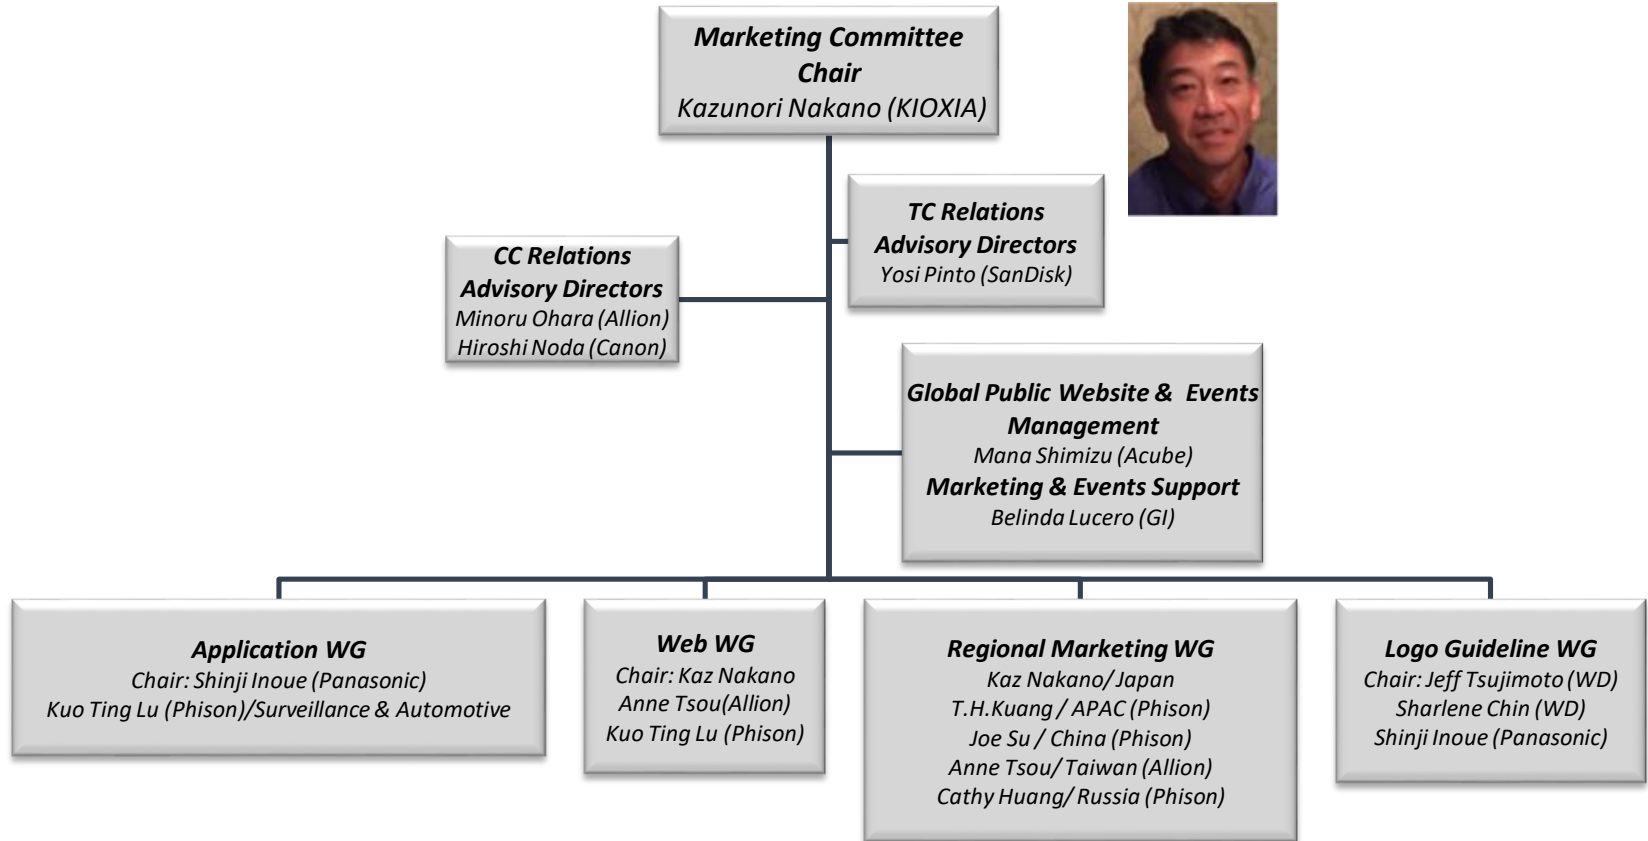 Marketing Committee
Chair
Kazunori Nakano (KIOXIA)
TC Relations
Advisory Directors
Yosi Pinto (SanDisk)
CC Relations
Advisory Directors
Minoru Ohara (Allion)
Hiroshi Noda (Canon)
Global Public Website & Events
Management
Mana Shimizu (Acube)
Marketing & Events Support
Belinda Lucero (GI)
Application WG
Chair: Shinji Inoue (Panasonic)
Kuo Ting Lu (Phison)/Surveillance & Automotive
Web WG
Chair: Kaz Nakano
Anne Tsou(Allion)
Kuo Ting Lu (Phison)
Regional Marketing WG
Kaz Nakano/Japan
T.H.Kuang / APAC (Phison)
Joe Su / China (Phison)
Anne Tsou/ Taiwan (Allion)
Cathy Huang/ Russia (Phison)
Logo Guideline WG
Chair: Jeff Tsujimoto (WD)
Sharlene Chin (WD)
Shinji Inoue (Panasonic)